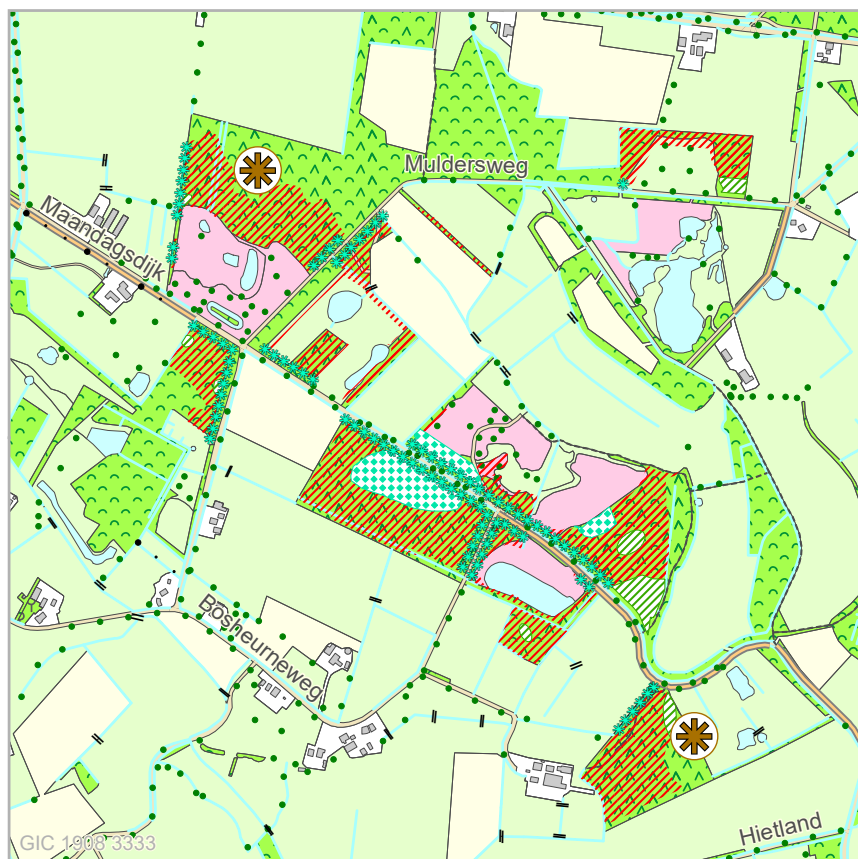 Muldersweg
Maandagsdijk
Bosheurneweg
Hietland
GIC 1908 3333